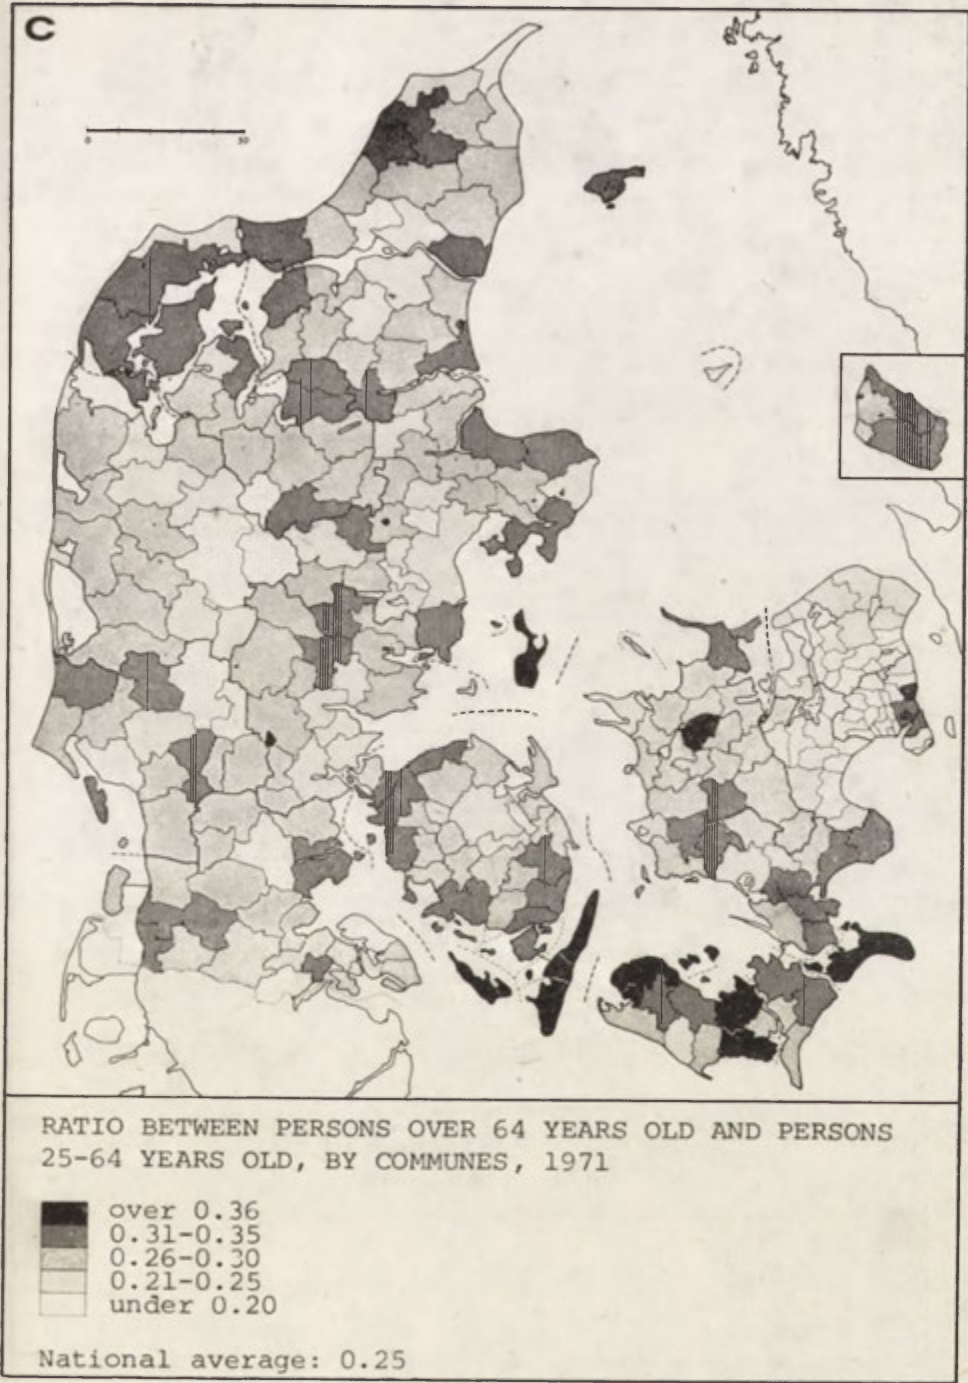 C
0 50
RATIO BETWEEN PERSONS OVER 64 YEARS OLD AND PERSONS
25-64 YEARS OLD, BY COMMUNES, 1971
over 0.36
0.31-0.35
0.26-0.30
0.21-0.25
under 0.20
National average: 0.25